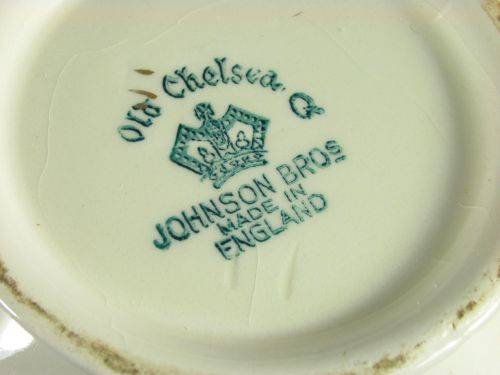 Old Chelsea. Q
JOHNSON BROS
MADE IN
ENGLAND